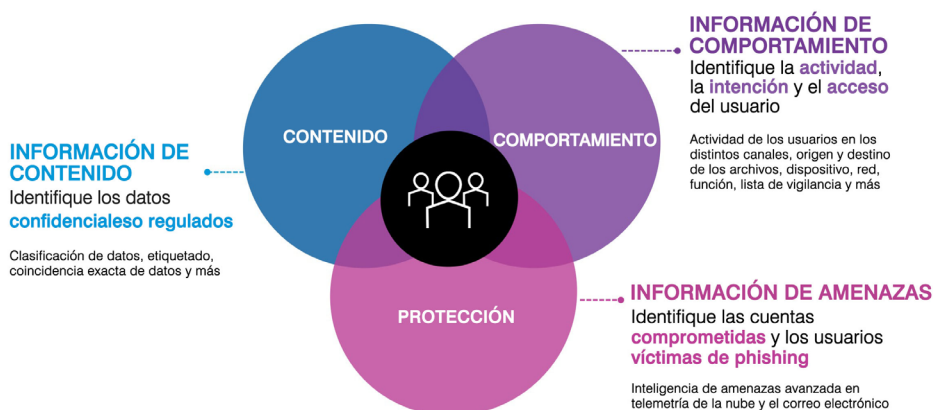 INFORMACIÓN DE
COMPORTAMIENTO
Identifique la actividad,
la intención y el acceso
del usuario
Actividad de los usuarios en los
distintos canales, origen y destino
de los archivos, dispositivo, red,
función, lista de vigilancia y más
CONTENIDO
COMPORTAMIENTO
INFORMACIÓN DE
CONTENIDO
Identifique los datos
confidencialeso regulados
Clasificación de datos, etiquetado,
coincidencia exacta de datos y más
PROTECCIÓN
INFORMACIÓN DE AMENAZAS
Identifique las cuentas
comprometidas y los usuarios
víctimas de phishing
Inteligencia de amenazas avanzada en
telemetría de la nube y el correo electrónico